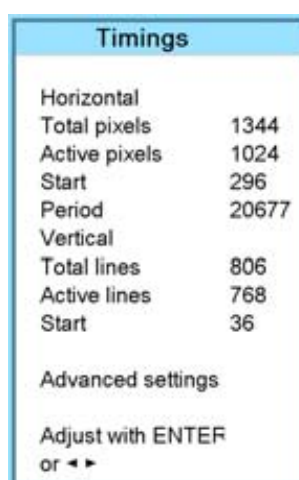 Timings
Horizontal
Total pixels 1344
Active pixels 1024
Start 296
Period 20677
Vertical
Total lines 806
Active lines 768
Start 36
Advanced settings
Adjust with ENTER
or ◄ ►